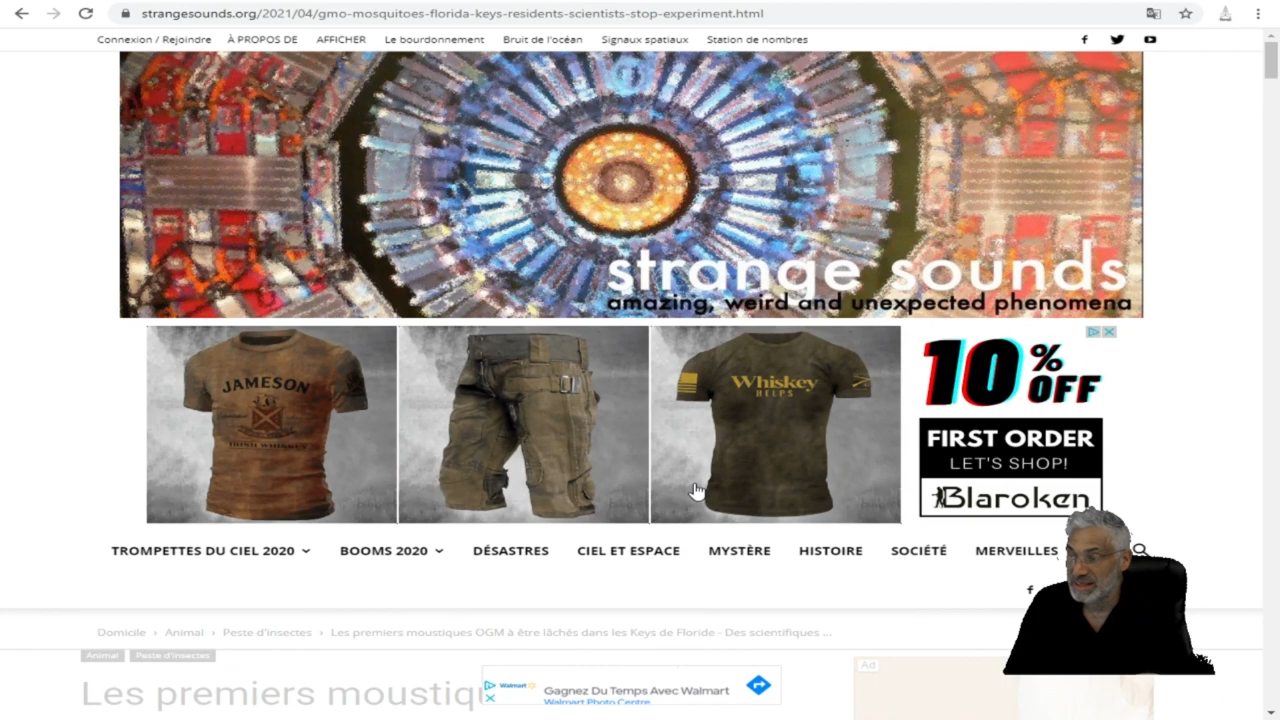 strangesounds.org/2021/04/gmo-mosquitoes-florida-keys-residents-scientists-stop-experiment.html
Connexion / Rejoindre À PROPOS DE AFFICHER Le bourdonnement Bruit de l'océan Signaux spatiaux Station de nombres
strange sounds
amazing, weird and unexpected phenomena
JAMESON
IRISH WHISKEY
Whiskey
HELPS
10% OFF
FIRST ORDER
LET'S SHOP!
Blaroken
TROMPETTES DU CIEL 2020 BOOMS 2020 DÉSASTRES CIEL ET ESPACE MYSTÈRE HISTOIRE SOCIÉTÉ MERVEILLES
Domicile › Animal › Peste d'insectes › Les premiers moustiques OGM à être lâchés dans les Keys de Floride - Des scientifiques ...
Animal Peste d'insectes
Les premiers moustiq
Walmart
Gagnez Du Temps Avec Walmart
Walmart Photo Centre
Ad